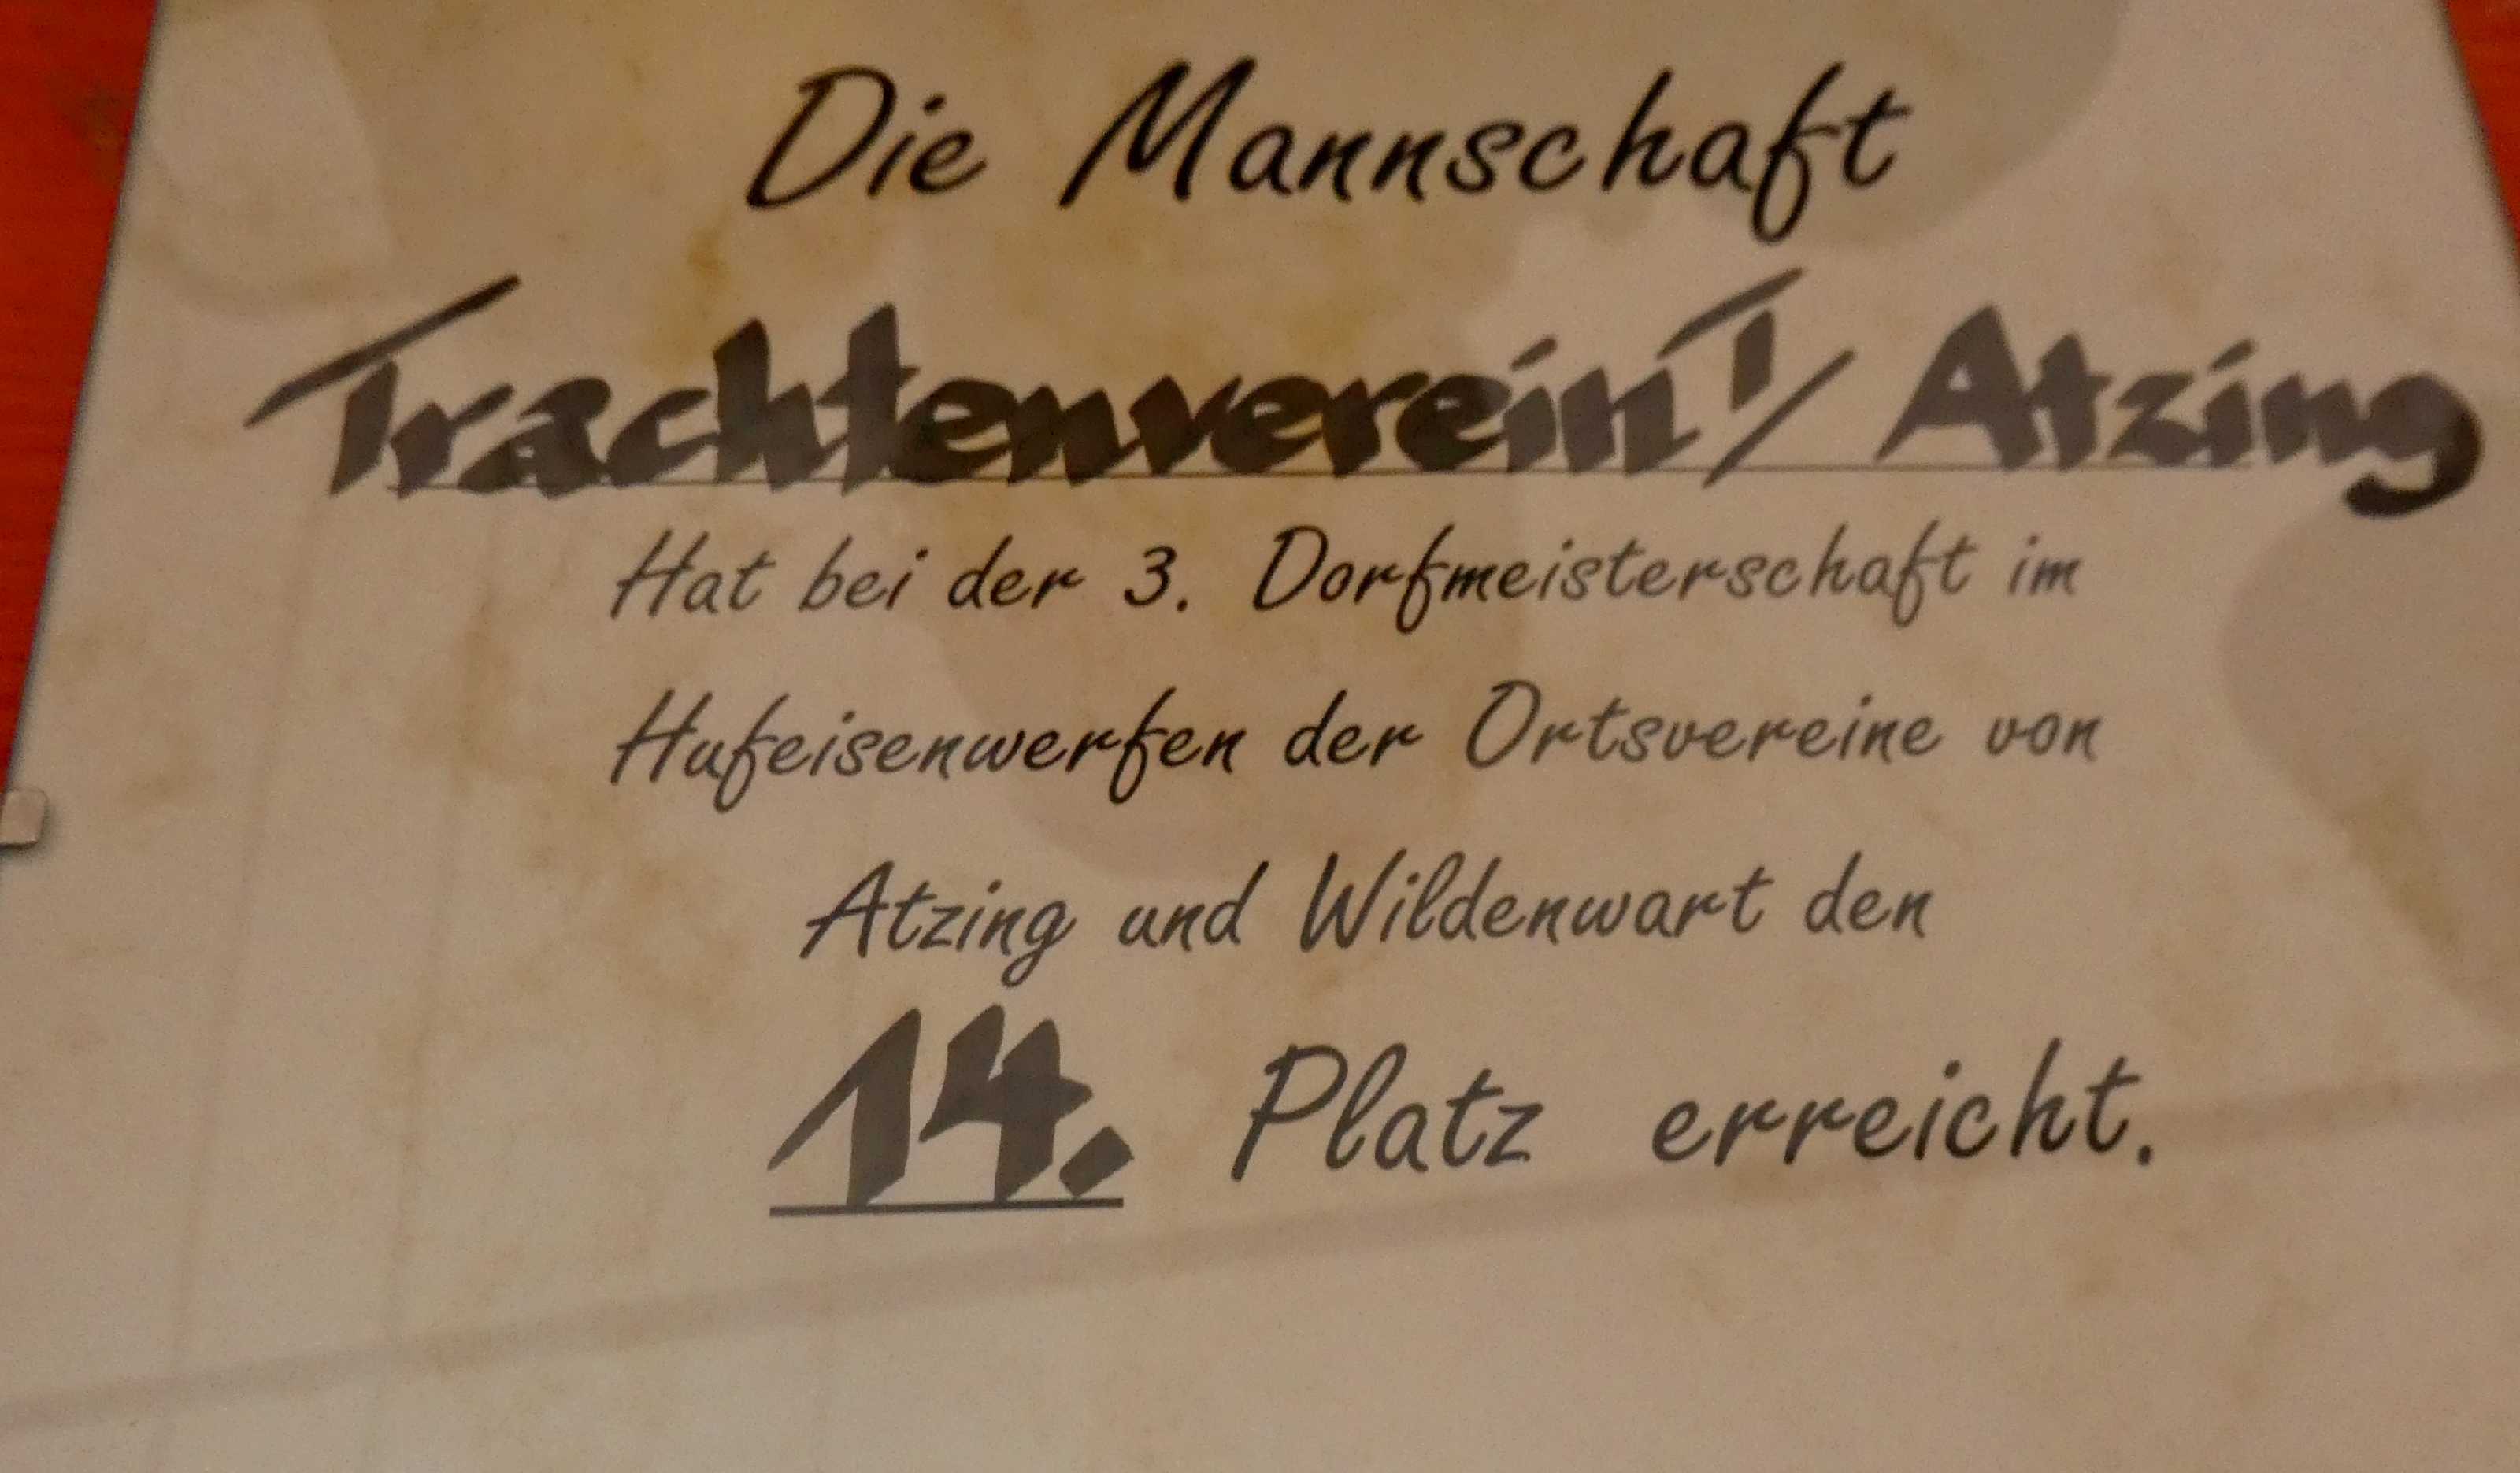 Die Mannschaft
Trachtenverein 1/ Atzing
Hat bei der 3. Dorfmeisterschaft im
Hufeisenwerfen der Ortsvereine von
Atzing und Wildenwart den
14. Platz erreicht.